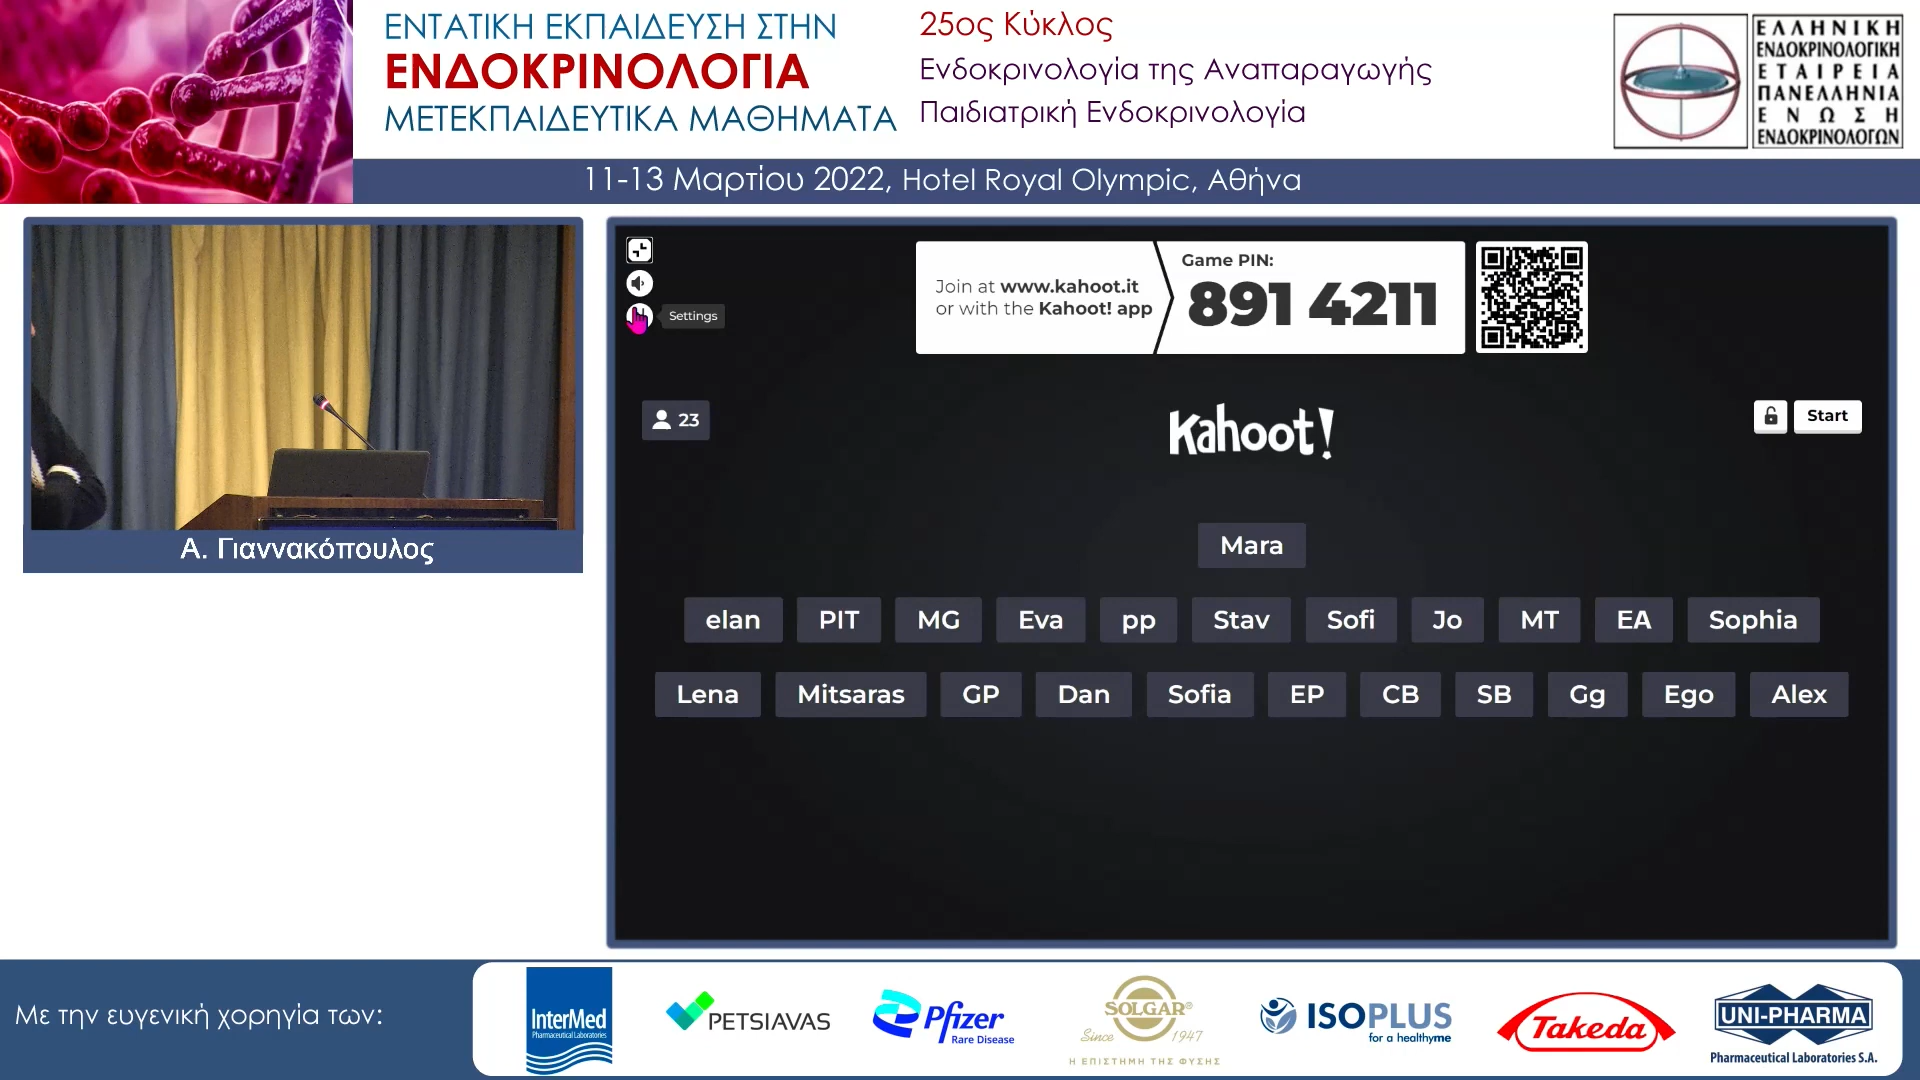 ΕΝΤΑΤΙΚΗ ΕΚΠΑΙΔΕΥΣΗ ΣΤΗΝ
ΕΝΔΟΚΡΙΝΟΛΟΓΙΑ
ΜΕΤΕΚΠΑΙΔΕΥΤΙΚΑ ΜΑΘΗΜΑΤΑ
25ος Κύκλος
Ενδοκρινολογία της Αναπαραγωγής
Παιδιατρική Ενδοκρινολογία
ΕΛΛΗΝΙΚΗ
ΕΝΔΟΚΡΙΝΟΛΟΓΙΚΗ
ΕΤΑΙΡΕΙΑ
ΠΑΝΕΛΛΗΝΙΑ
ΕΝΩΣΗ
ΕΝΔΟΚΡΙΝΟΛΟΓΩΝ
11-13 Μαρτίου 2022, Hotel Royal Olympic, Αθήνα
Α. Γιαννακόπουλος
Settings
Join at www.kahoot.it
or with the Kahoot! app
Game PIN:
891 4211
23
Kahoot!
Start
Mara
elan PIT MG Eva pp Stav Sofi Jo MT EA Sophia
Lena Mitsaras GP Dan Sofia EP CB SB Gg Ego Alex
Με την ευγενική χορηγία των:
InterMed
Pharmaceutical Laboratories
PETSIAVAS
Pfizer
Rare Disease
SOLGAR®
Since 1947
Η ΕΠΙΣΤΗΜΗ ΤΗΣ ΦΥΣΗΣ
ISOPLUS
for a healthyme
Takeda
UNI-PHARMA
Pharmaceutical Laboratories S.A.